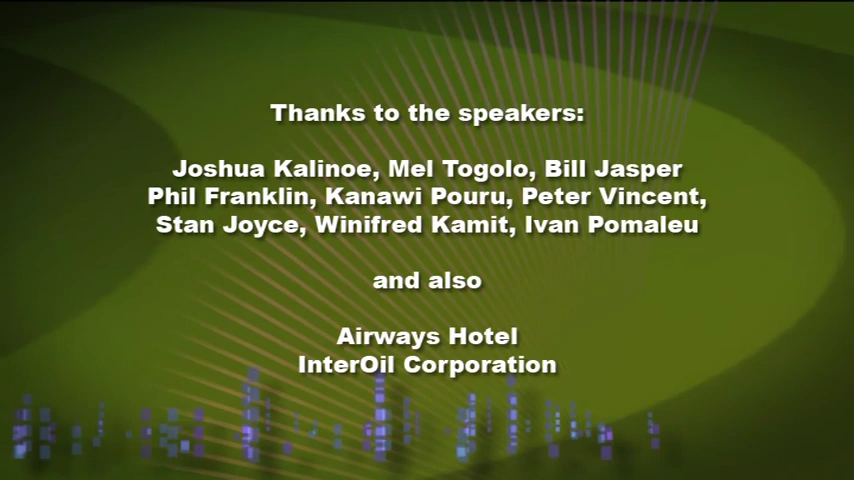 Thanks to the speakers:
Joshua Kalinoe, Mel Togolo, Bill Jasper
Phil Franklin, Kanawi Pouru, Peter Vincent,
Stan Joyce, Winifred Kamit, Ivan Pomaleu
and also
Airways Hotel
InterOil Corporation